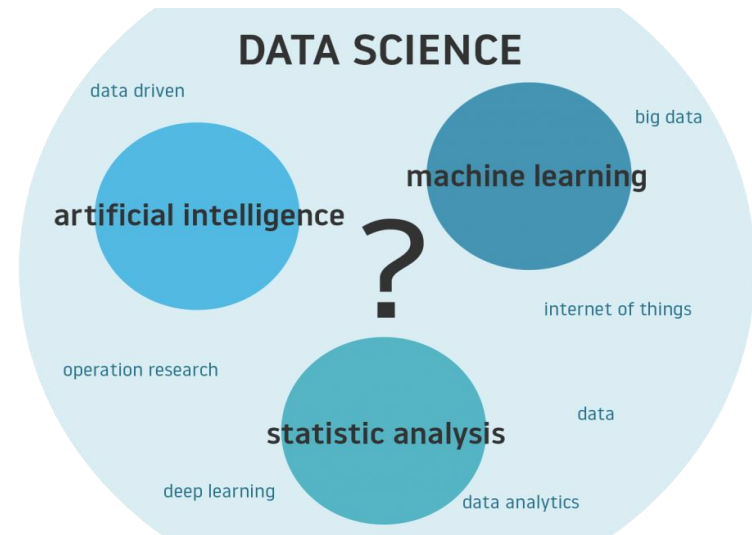 DATA SCIENCE
data driven
big data
machine learning
artificial intelligence
?
internet of things
operation research
data
statistic analysis
deep learning
data analytics